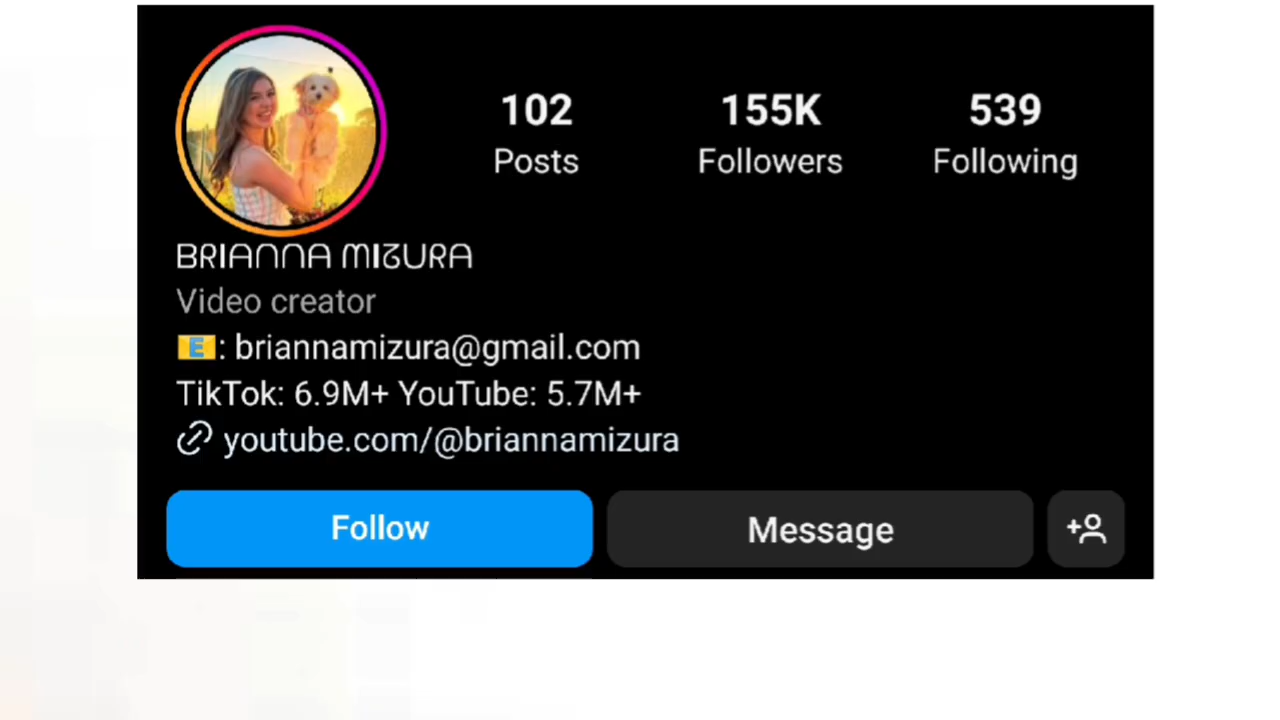 102 155K 539
Posts Followers Following
BRIANNA MIZURA
Video creator
📧: briannamizura@gmail.com
TikTok: 6.9M+ YouTube: 5.7M+
youtube.com/@briannamizura
Follow Message